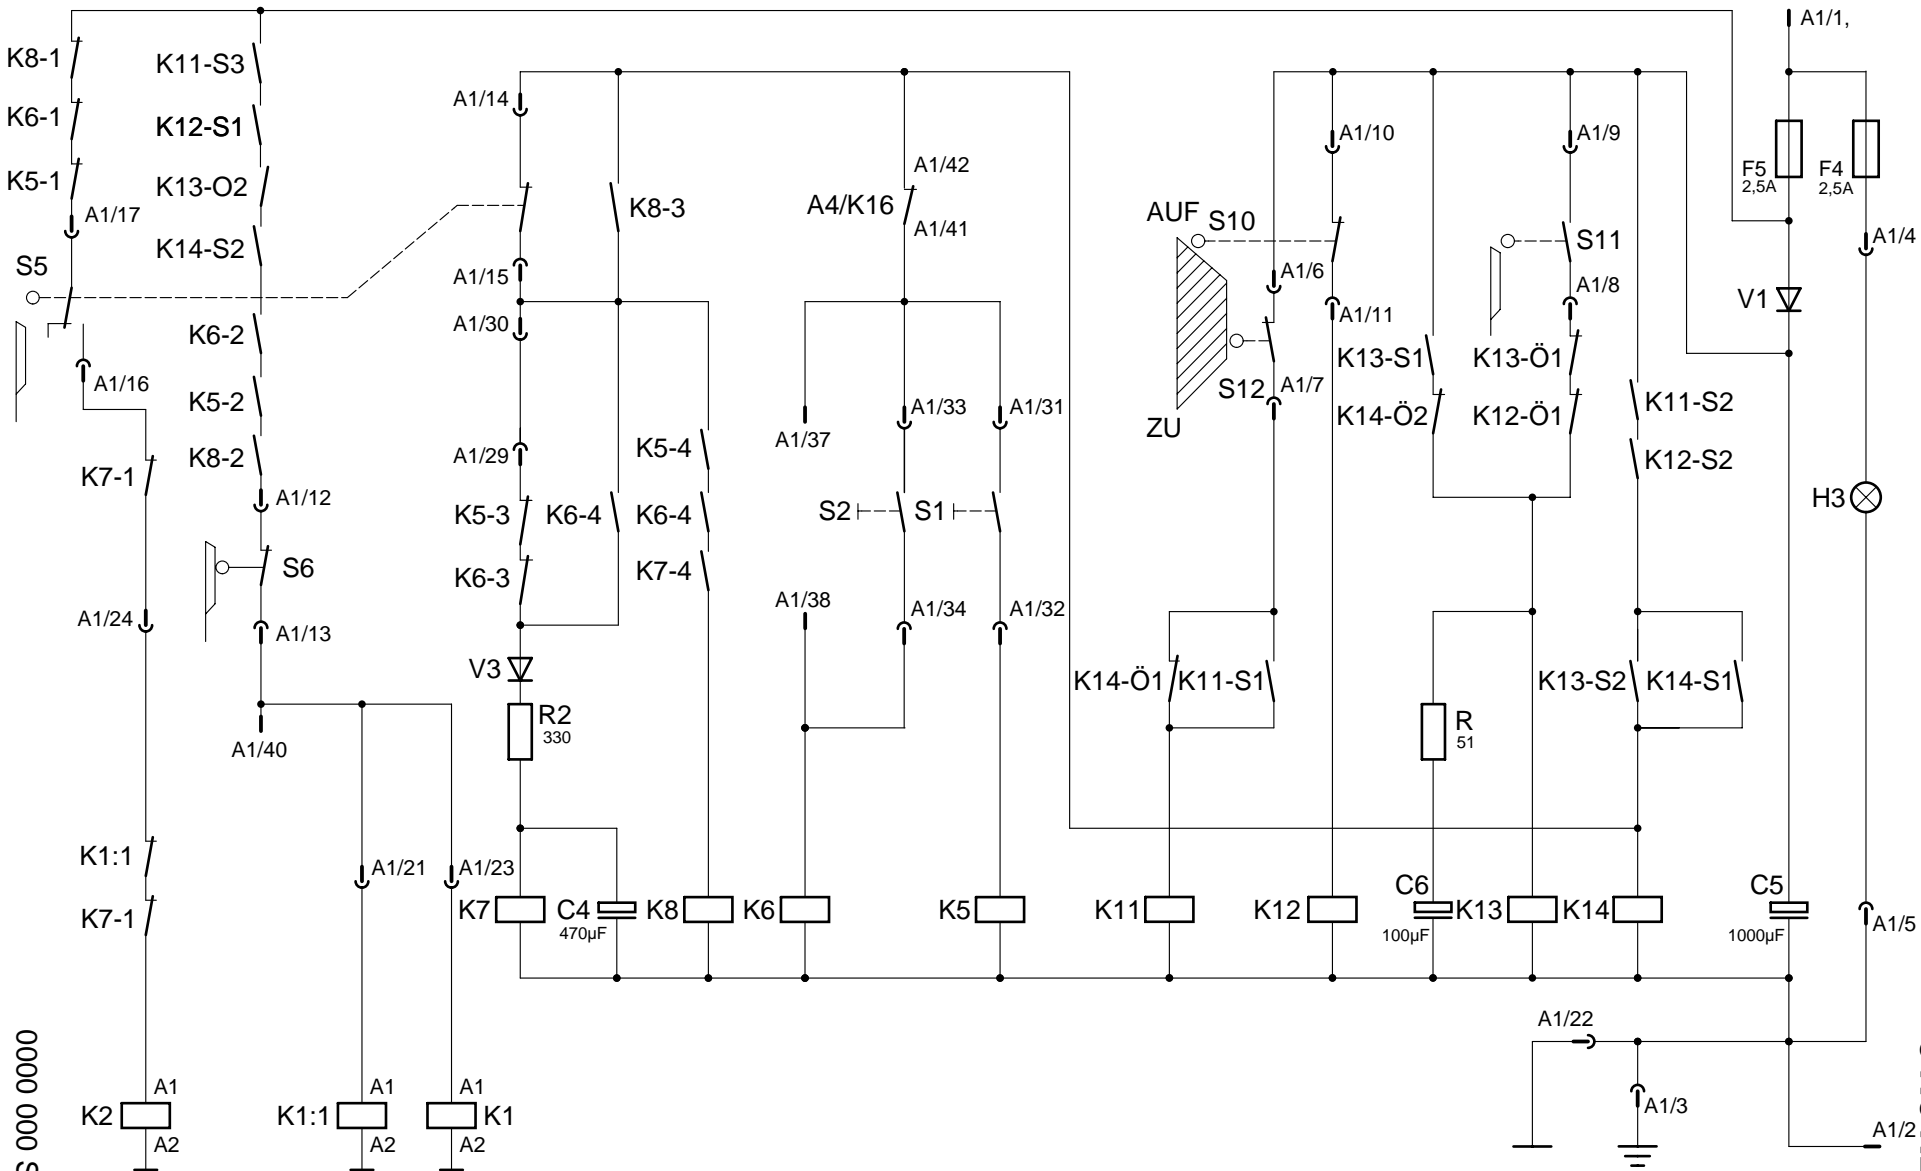 A1/1,
K8-1
K11-S3
A1/14
K6-1
K12-S1
A1/10
A1/9
K5-1
K13-O2
A1/42
F5
2,5A
F4
2,5A
A1/17
K8-3
A4/K16
AUF
S10
K14-S2
A1/41
S11
A1/4
S5
A1/15
A1/6
A1/8
V1
A1/30
A1/11
K6-2
A1/16
K13-S1
K13-Ö1
S12
A1/7
K5-2
A1/33
A1/31
K14-Ö2
K12-Ö1
K11-S2
ZU
A1/37
K8-2
A1/29
K5-4
K12-S2
K7-1
A1/12
H3
K5-3
K6-4
K6-4
S2
S1
S6
K6-3
K7-4
A1/38
A1/34
A1/32
A1/24
A1/13
V3
K14-Ö1
K11-S1
K13-S2
K14-S1
R2
330
R
51
A1/40
K1:1
A1/21
A1/23
K7-1
K7
C4
470µF
K8
K6
K5
K11
K12
C6
100µF
K13
K14
C5
1000µF
A1/5
A1/22
S 000 0000
A1
A1
A1
K2
K1:1
K1
A1/3
A2
A2
A2
A1/2